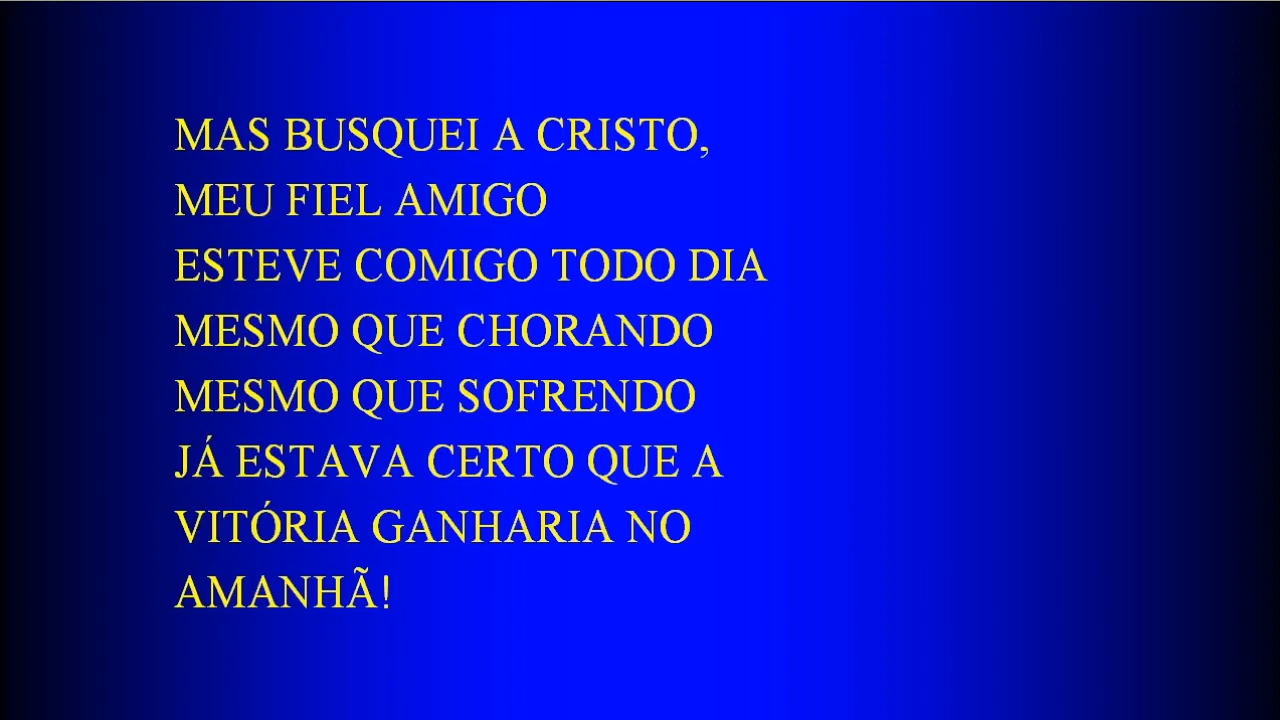 MAS BUSQUEI A CRISTO,
MEU FIEL AMIGO
ESTEVE COMIGO TODO DIA
MESMO QUE CHORANDO
MESMO QUE SOFRENDO
JÁ ESTAVA CERTO QUE A
VITÓRIA GANHARIA NO
AMANHÃ!